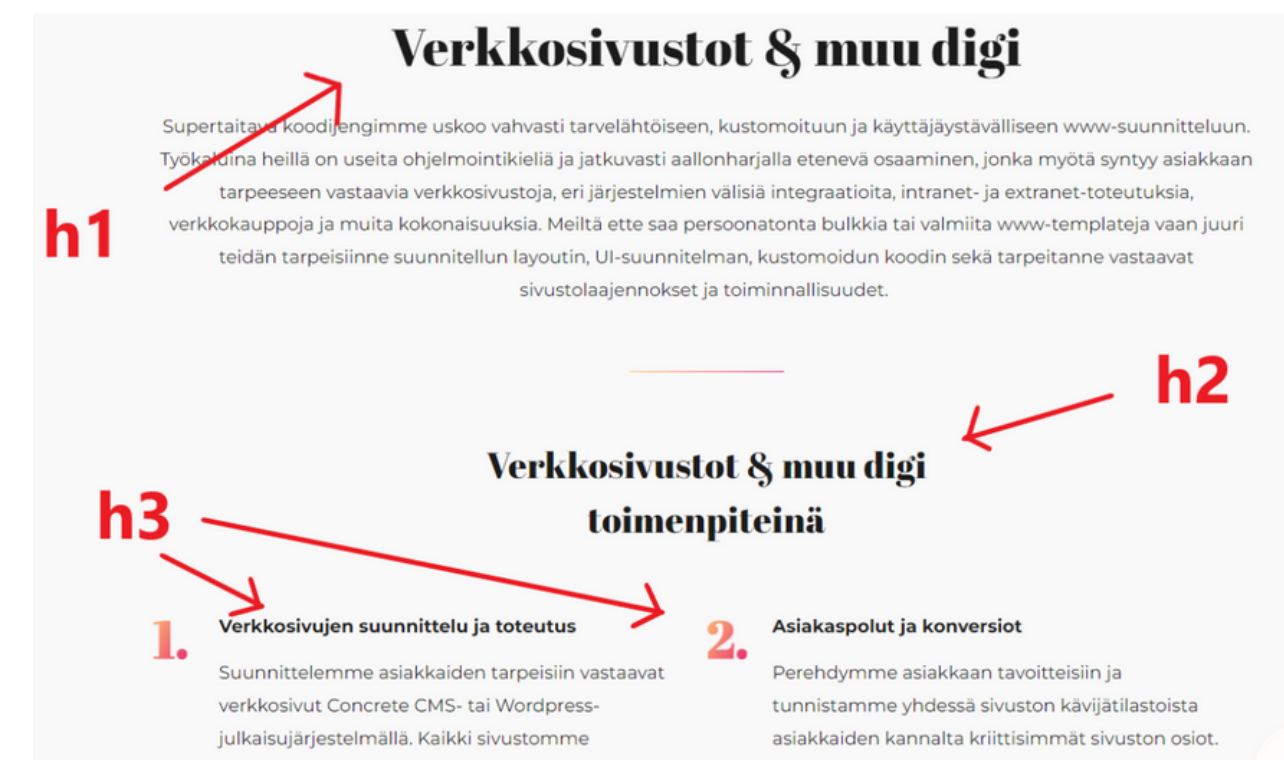 Verkkosivustot & muu digi
Supertaitava koodijengimme uskoo vahvasti tarvelähtöiseen, kustomoituun ja käyttäjäystävälliseen www-suunnitteluun.
Työkaluina heillä on useita ohjelmointikieliä ja jatkuvasti aallonharjalla etenevä osaaminen, jonka myötä syntyy asiakkaan
tarpeeseen vastaavia verkkosivustoja, eri järjestelmien välisiä integraatioita, intranet- ja extranet-toteutuksia,
h1
verkkokauppoja ja muita kokonaisuuksia. Meiltä ette saa persoonatonta bulkkia tai valmiita www-templateja vaan juuri
teidän tarpeisiinne suunnitellun layoutin, UI-suunnitelman, kustomoidun koodin sekä tarpeitanne vastaavat
sivustolaajennokset ja toiminnallisuudet.
h2
Verkkosivustot & muu digi
toimenpiteinä
h3
1.
Verkkosivujen suunnittelu ja toteutus
Suunnittelemme asiakkaiden tarpeisiin vastaavat
verkkosivut Concrete CMS- tai Wordpress-
julkaisujärjestelmällä. Kaikki sivustomme
2.
Asiakaspolut ja konversiot
Perehdymme asiakkaan tavoitteisiin ja
tunnistamme yhdessä sivuston kävijätilastoista
asiakkaiden kannalta kriittisimmät sivuston osiot.